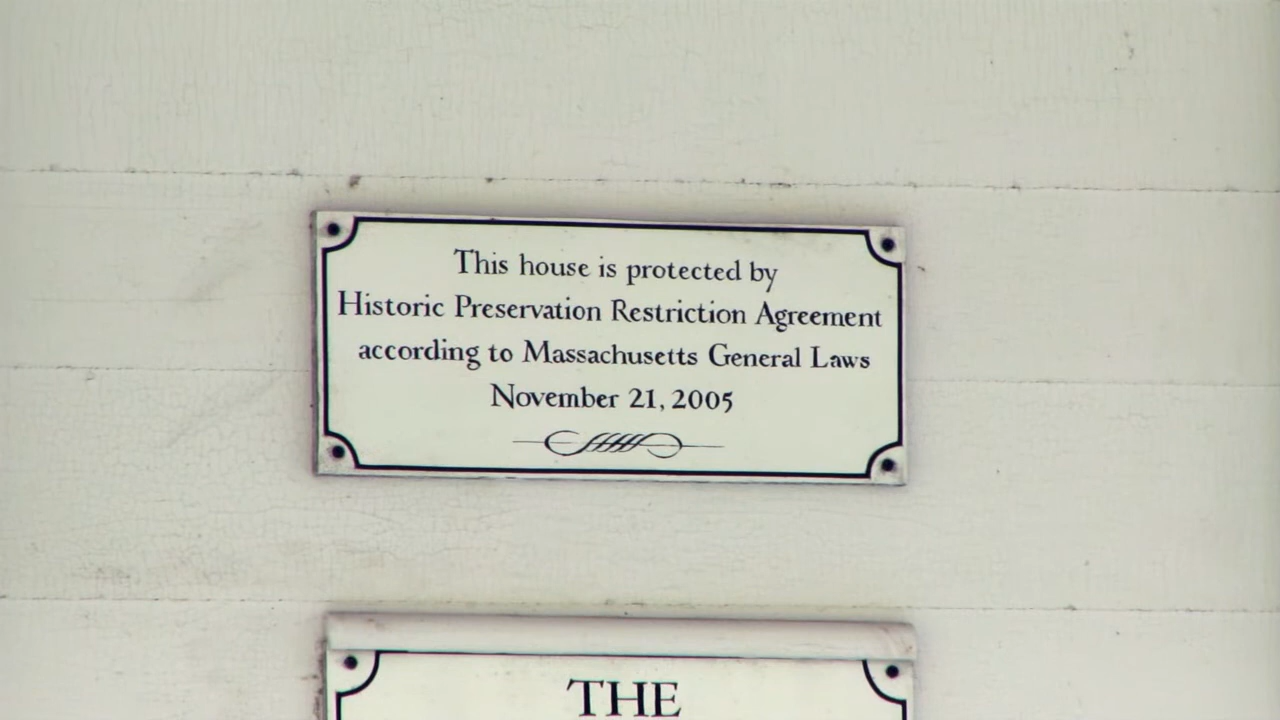 This house is protected by
Historic Preservation Restriction Agreement
according to Massachusetts General Laws
November 21, 2005
THE